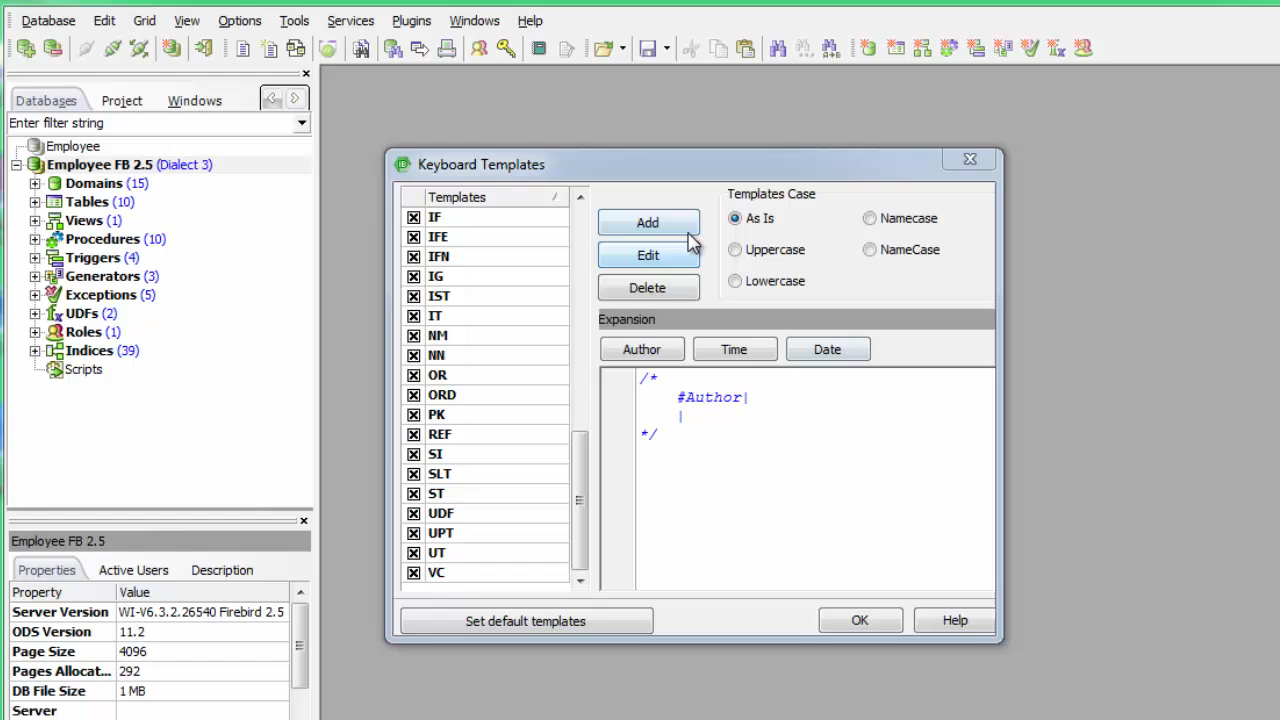 Database Edit Grid View Options Tools Services Plugins Windows Help
Databases Project Windows
Enter filter string
Employee
Employee FB 2.5 (Dialect 3)
Domains (15)
Tables (10)
Views (1)
Procedures (10)
Triggers (4)
Generators (3)
Exceptions (5)
UDFs (2)
Roles (1)
Indices (39)
Scripts
Employee FB 2.5
Properties Active Users Description
Property Value
Server Version WI-V6.3.2.26540 Firebird 2.5
ODS Version 11.2
Page Size 4096
Pages Allocat... 292
DB File Size 1 MB
Server
Keyboard Templates
Templates
IF
IFE
IFN
IG
IST
IT
NM
NN
OR
ORD
PK
REF
SI
SLT
ST
UDF
UPT
UT
VC
Add
Edit
Delete
Templates Case
As Is Namecase
Uppercase NameCase
Lowercase
Expansion
Author Time Date
/*
#Author|
|
*/
Set default templates OK Help